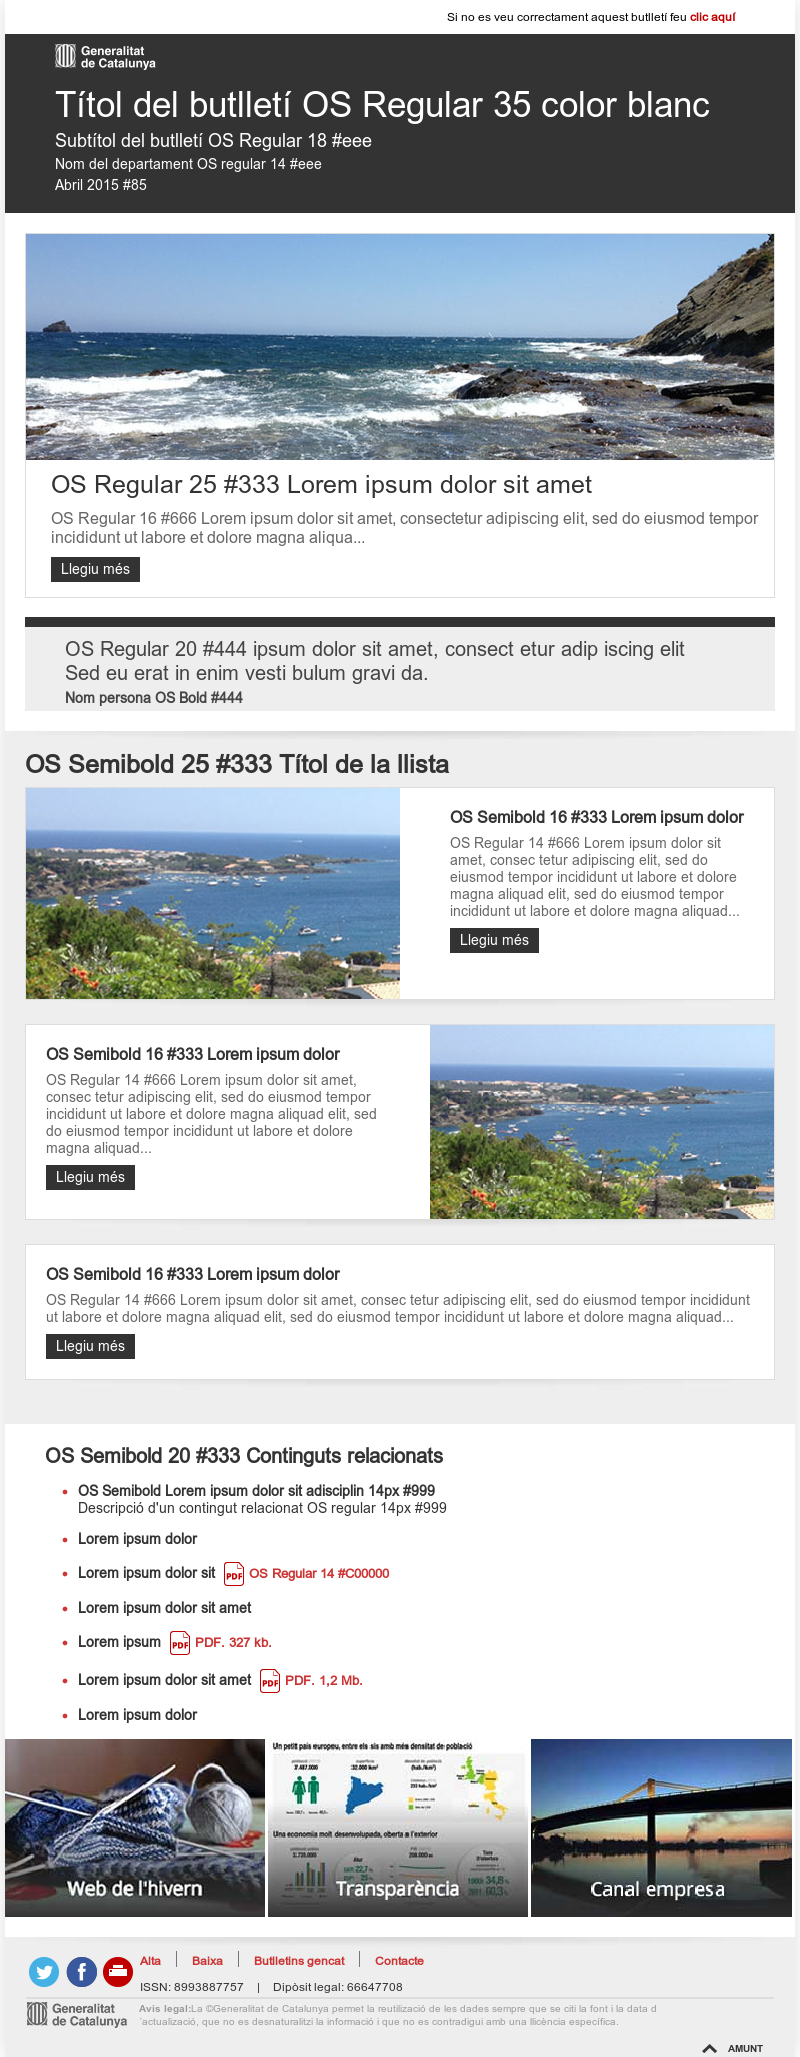 Si no es veu correctament aquest butlletí feu clic aquí
Generalitat
de Catalunya
Títol del butlletí OS Regular 35 color blanc
Subtítol del butlletí OS Regular 18 #eee
Nom del departament OS regular 14 #eee
Abril 2015 #85
OS Regular 25 #333 Lorem ipsum dolor sit amet
OS Regular 16 #666 Lorem ipsum dolor sit amet, consectetur adipiscing elit, sed do eiusmod tempor
incididunt ut labore et dolore magna aliqua...
Llegiu més
OS Regular 20 #444 ipsum dolor sit amet, consect etur adip iscing elit
Sed eu erat in enim vesti bulum gravi da.
Nom persona OS Bold #444
OS Semibold 25 #333 Títol de la llista
OS Semibold 16 #333 Lorem ipsum dolor
OS Regular 14 #666 Lorem ipsum dolor sit
amet, consec tetur adipiscing elit, sed do
eiusmod tempor incididunt ut labore et dolore
magna aliquad elit, sed do eiusmod tempor
incididunt ut labore et dolore magna aliquad...
Llegiu més
OS Semibold 16 #333 Lorem ipsum dolor
OS Regular 14 #666 Lorem ipsum dolor sit amet,
consec tetur adipiscing elit, sed do eiusmod tempor
incididunt ut labore et dolore magna aliquad elit, sed
do eiusmod tempor incididunt ut labore et dolore
magna aliquad...
Llegiu més
OS Semibold 16 #333 Lorem ipsum dolor
OS Regular 14 #666 Lorem ipsum dolor sit amet, consec tetur adipiscing elit, sed do eiusmod tempor incididunt
ut labore et dolore magna aliquad elit, sed do eiusmod tempor incididunt ut labore et dolore magna aliquad...
Llegiu més
OS Semibold 20 #333 Continguts relacionats
• OS Semibold Lorem ipsum dolor sit adisciplin 14px #999
Descripció d'un contingut relacionat OS regular 14px #999
• Lorem ipsum dolor
• Lorem ipsum dolor sit PDF OS Regular 14 #C00000
• Lorem ipsum dolor sit amet
• Lorem ipsum PDF PDF. 327 kb.
• Lorem ipsum dolor sit amet PDF PDF. 1,2 Mb.
• Lorem ipsum dolor
Un petit país europeu, entre els sis amb més densitat de població
Una economia molt desenvolupada, oberta a l'exterior
Web de l'hivern
Transparència
Canal empresa
Alta | Baixa | Butlletins gencat | Contacte
ISSN: 8993887757 | Dipòsit legal: 66647708
Generalitat
de Catalunya
Avis legal:La ©Generalitat de Catalunya permet la reutilizació de les dades sempre que se citi la font i la data d
'actualizació, que no es desnaturalitzi la informació i que no es contradigui amb una llicència específica.
AMUNT